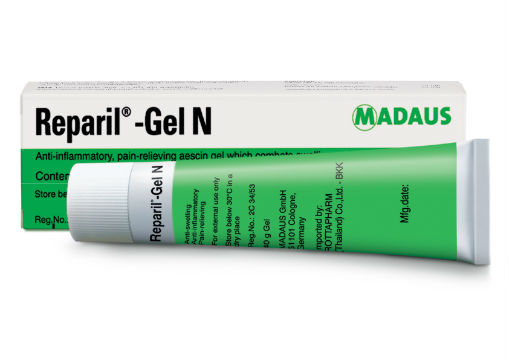 Reparil® -Gel N
MADAUS
Anti-inflammatory, pain-relieving aescin gel which combats
Store be
Reg.No.:
Reparil®-Gel N
Anti-swelling
Anti-inflammatory
Pain-relieving
For external use only
Store below 30°C in a
dry place
Reg.No.: 2C 34/53
40 g Gel
MADAUS GmbH
51101 Cologne,
Germany
Imported by:
ROTTAPHARM
(Thailand) Co.,Ltd. - BKK
Mfg.date: